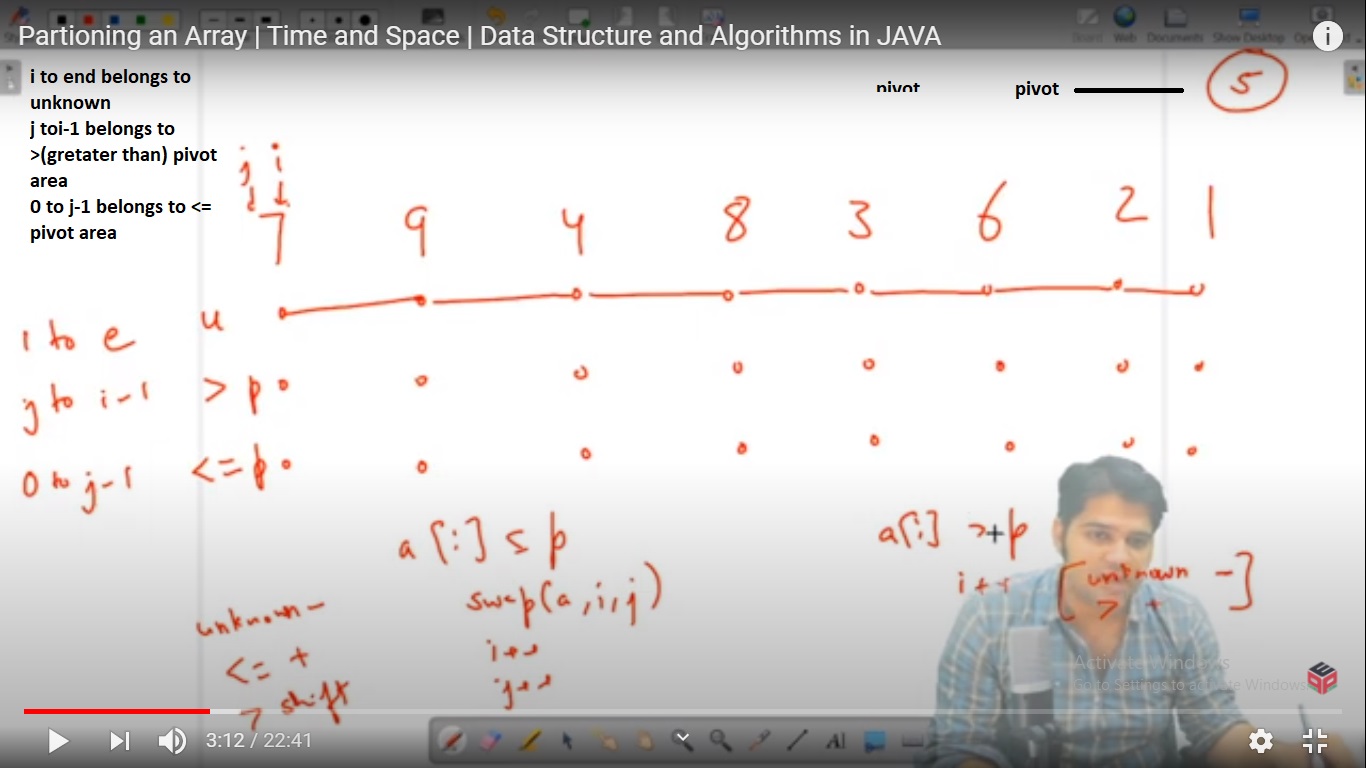 Partioning an Array | Time and Space | Data Structure and Algorithms in JAVA
Board Web Documents Show Desktop
i to end belongs to
unknown
j toi-1 belongs to
>(gretater than) pivot
area
0 to j-1 belongs to <=
pivot area
pivot pivot 5
j i
7 9 4 8 3 6 2 1
i to e u
j to i-1 > p
0 to j-1 <= p
a[i] ≤ p
swap(a, i, j)
i++
j++
unknown -
<= +
> shift
a[i] > p
i++ [unknown -]
> +
Activate Windows
Go to Settings to activate Windows.
3:12 / 22:41
AI